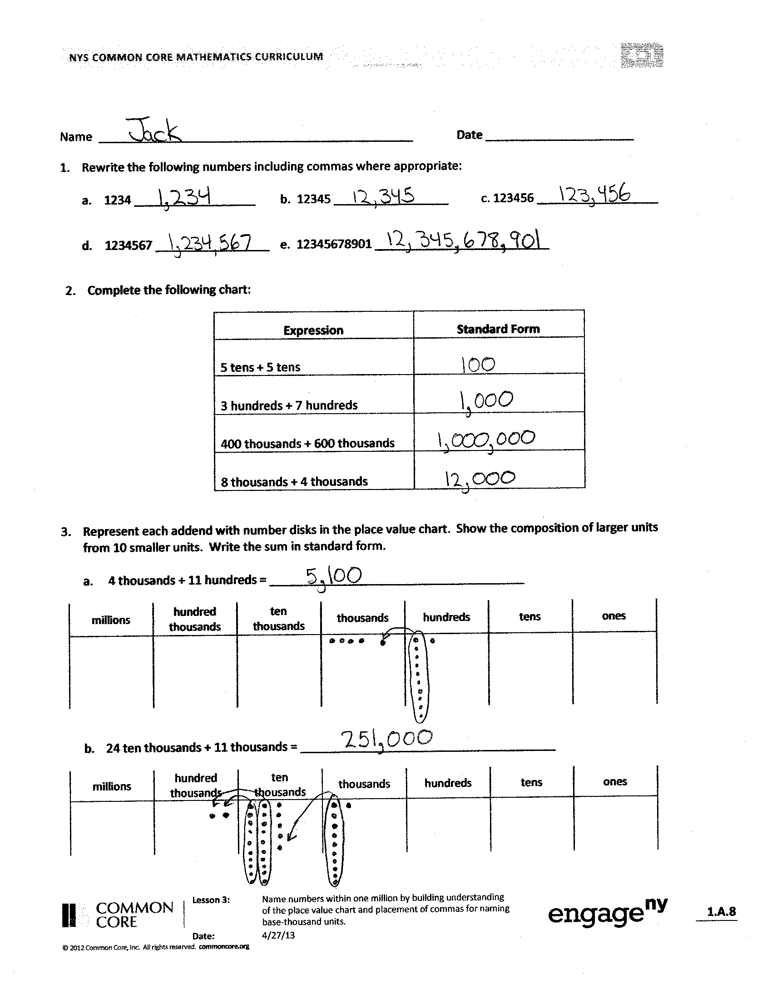 NYS COMMON CORE MATHEMATICS CURRICULUM
Name Jack Date
1. Rewrite the following numbers including commas where appropriate:
a. 1234 1,234 b. 12345 12,345 c. 123456 123,456
d. 1234567 1,234,567 e. 12345678901 12,345,678,901
2. Complete the following chart:
Expression Standard Form
5 tens + 5 tens 100
3 hundreds + 7 hundreds 1,000
400 thousands + 600 thousands 1,000,000
8 thousands + 4 thousands 12,000
3. Represent each addend with number disks in the place value chart. Show the composition of larger units
from 10 smaller units. Write the sum in standard form.
a. 4 thousands + 11 hundreds = 5,100
millions hundred thousands ten thousands thousands hundreds tens ones
b. 24 ten thousands + 11 thousands = 251,000
millions hundred thousands ten thousands thousands hundreds tens ones
COMMON CORE
Lesson 3: Name numbers within one million by building understanding
of the place value chart and placement of commas for naming
base-thousand units.
Date: 4/27/13
engageny
1.A.8
© 2012 Common Core, Inc. All rights reserved. commoncore.org